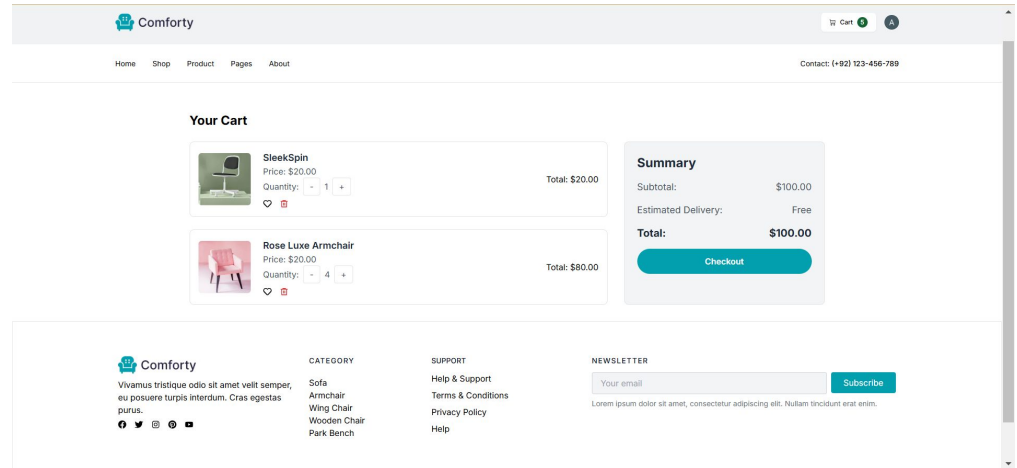 Comforty
Cart 5
A
Home Shop Product Pages About
Contact: (+92) 123-456-789
Your Cart
SleekSpin
Price: $20.00
Quantity: - 1 +
Total: $20.00
Rose Luxe Armchair
Price: $20.00
Quantity: - 4 +
Total: $80.00
Summary
Subtotal: $100.00
Estimated Delivery: Free
Total: $100.00
Checkout
Comforty
Vivamus tristique odio sit amet velit semper,
eu posuere turpis interdum. Cras egestas
purus.
CATEGORY
Sofa
Armchair
Wing Chair
Wooden Chair
Park Bench
SUPPORT
Help & Support
Terms & Conditions
Privacy Policy
Help
NEWSLETTER
Your email
Subscribe
Lorem ipsum dolor sit amet, consectetur adipiscing elit. Nullam tincidunt erat enim.